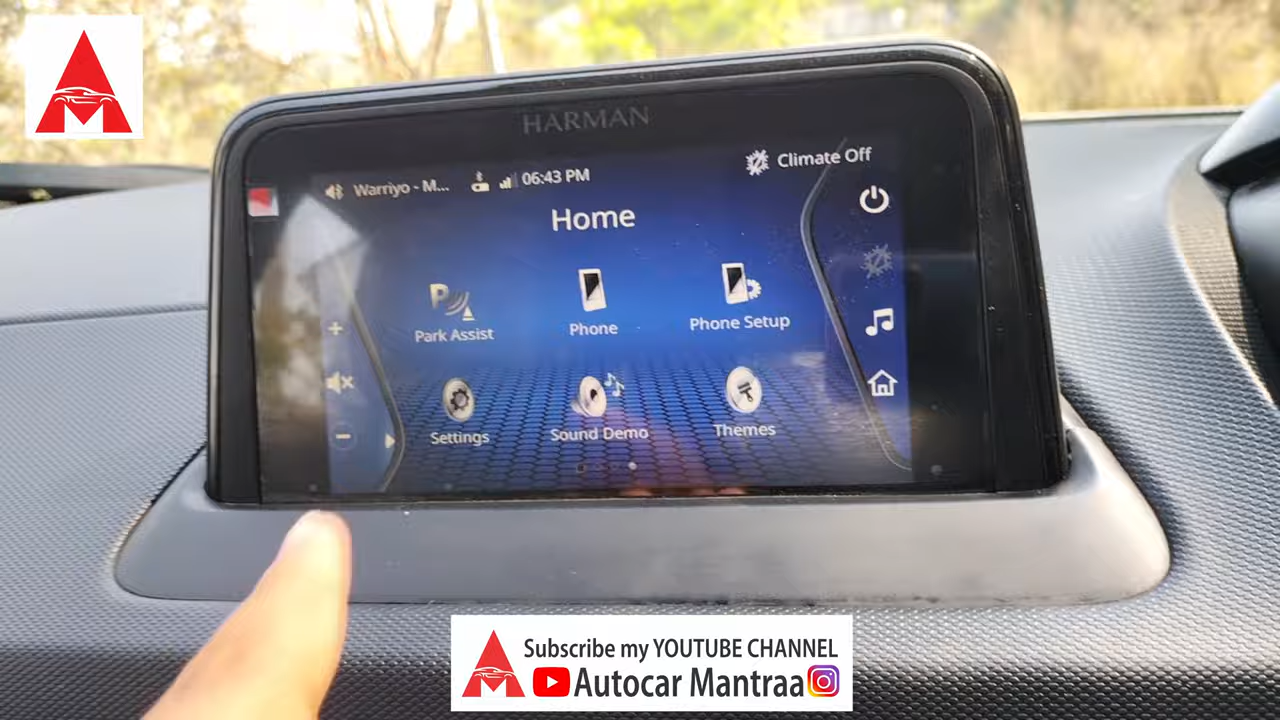 HARMAN
Climate Off
Warriyo - M... 06:43 PM
Home
Park Assist
Phone
Phone Setup
Settings
Sound Demo
Themes
Subscribe my YOUTUBE CHANNEL
Autocar Mantraa